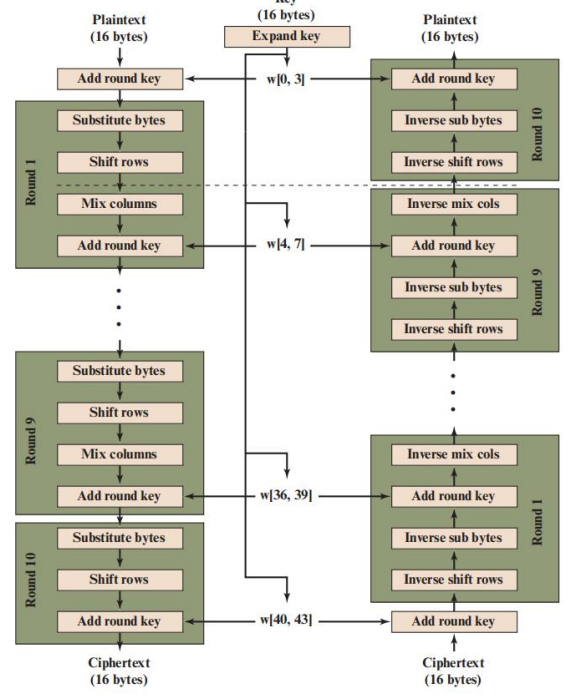 Key
(16 bytes)
Plaintext
(16 bytes)
Expand key
Plaintext
(16 bytes)
Add round key
w[0, 3]
Add round key
Round 1
Substitute bytes
Shift rows
Mix columns
Add round key
w[4, 7]
Round 10
Inverse sub bytes
Inverse shift rows
Round 9
Inverse mix cols
Add round key
Inverse sub bytes
Inverse shift rows
Round 9
Substitute bytes
Shift rows
Mix columns
Add round key
w[36, 39]
Round 1
Inverse mix cols
Add round key
Inverse sub bytes
Inverse shift rows
Round 10
Substitute bytes
Shift rows
Add round key
w[40, 43]
Add round key
Ciphertext
(16 bytes)
Ciphertext
(16 bytes)